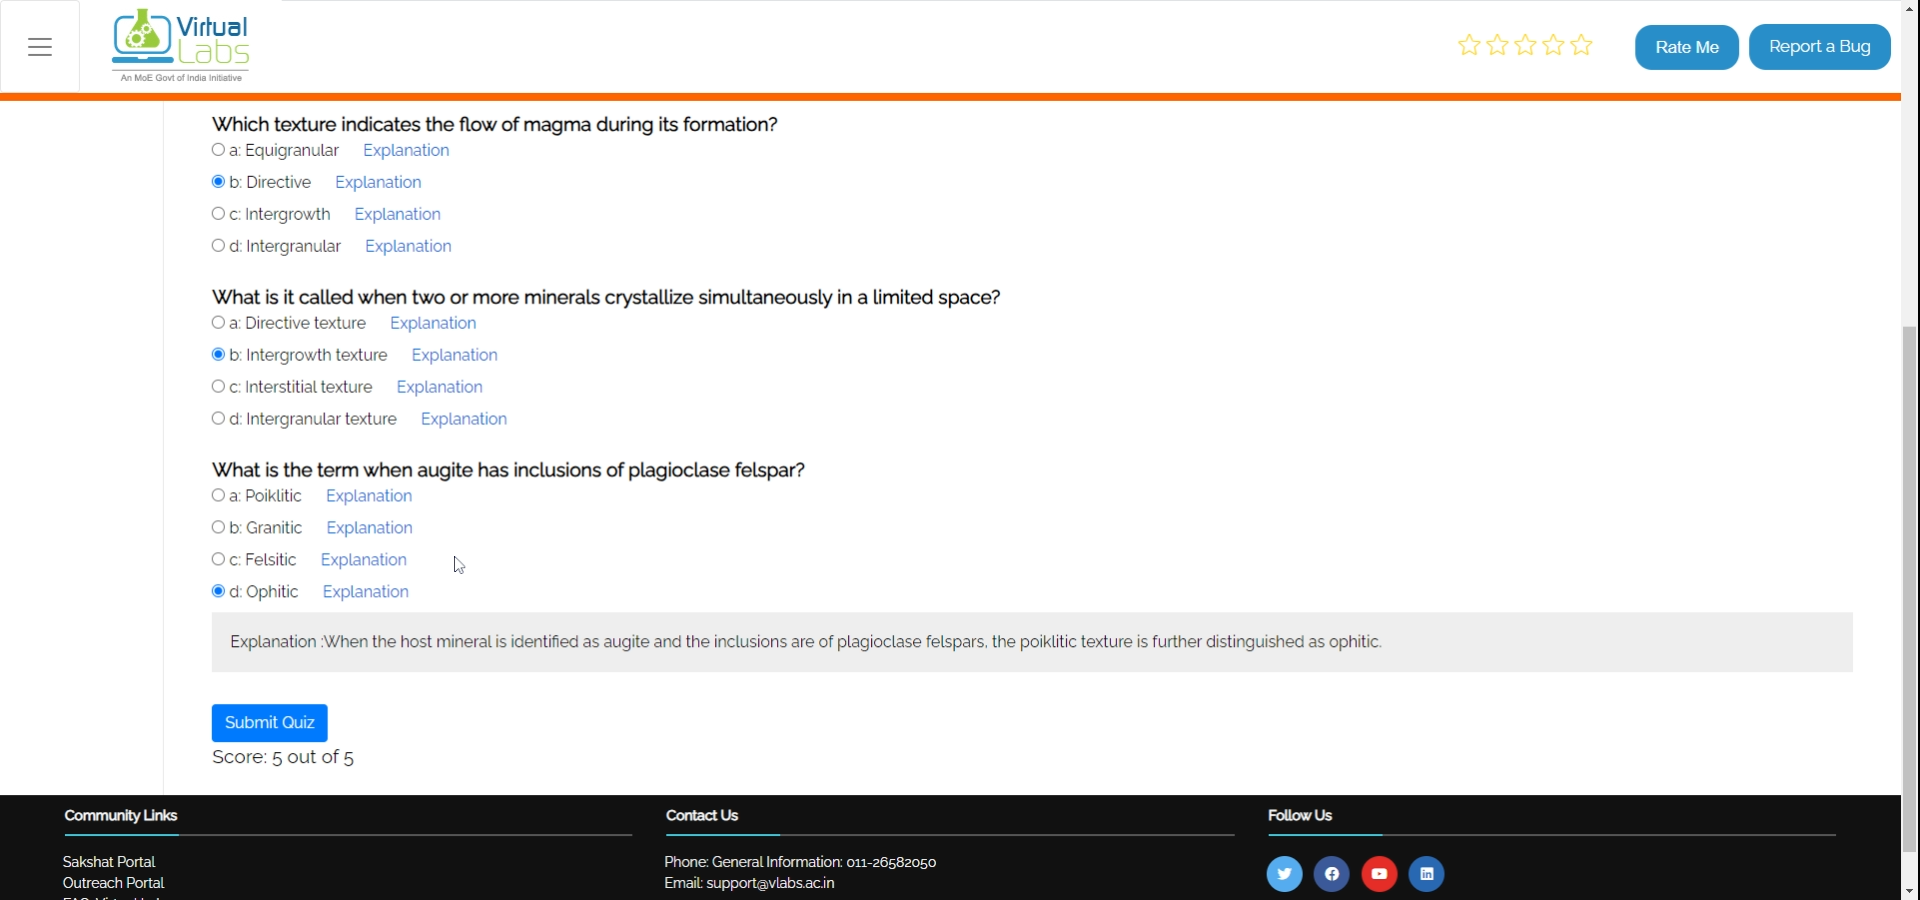 Virtual
Labs
An MoE Govt of India Initiative
Rate Me
Report a Bug
Which texture indicates the flow of magma during its formation?
a: Equigranular Explanation
b: Directive Explanation
c: Intergrowth Explanation
d: Intergranular Explanation
What is it called when two or more minerals crystallize simultaneously in a limited space?
a: Directive texture Explanation
b: Intergrowth texture Explanation
c: Interstitial texture Explanation
d: Intergranular texture Explanation
What is the term when augite has inclusions of plagioclase felspar?
a: Poiklitic Explanation
b: Granitic Explanation
c: Felsitic Explanation
d: Ophitic Explanation
Explanation :When the host mineral is identified as augite and the inclusions are of plagioclase felspars, the poiklitic texture is further distinguished as ophitic.
Submit Quiz
Score: 5 out of 5
Community Links
Sakshat Portal
Outreach Portal
Contact Us
Phone: General Information: 011-26582050
Email: support@vlabs.ac.in
Follow Us